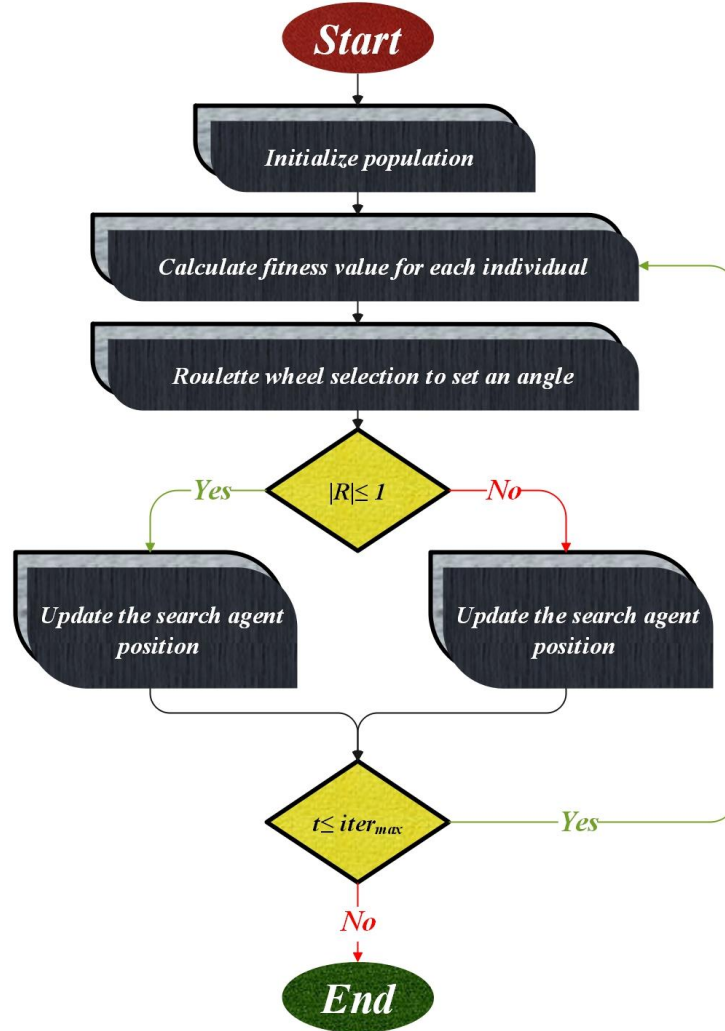 Start
Initialize population
Calculate fitness value for each individual
Roulette wheel selection to set an angle
|R|≤ 1
Yes
No
Update the search agent
position
Update the search agent
position
t≤ iter_max
Yes
No
End